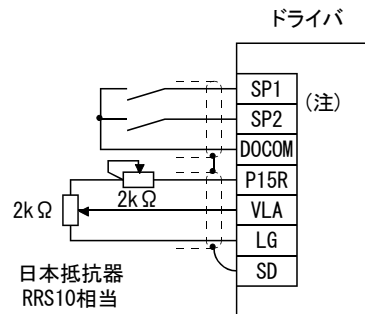 ドライバ
SP1
(注)
SP2
DOCOM
P15R
2kΩ
2kΩ
VLA
LG
SD
日本抵抗器
RRS10相当